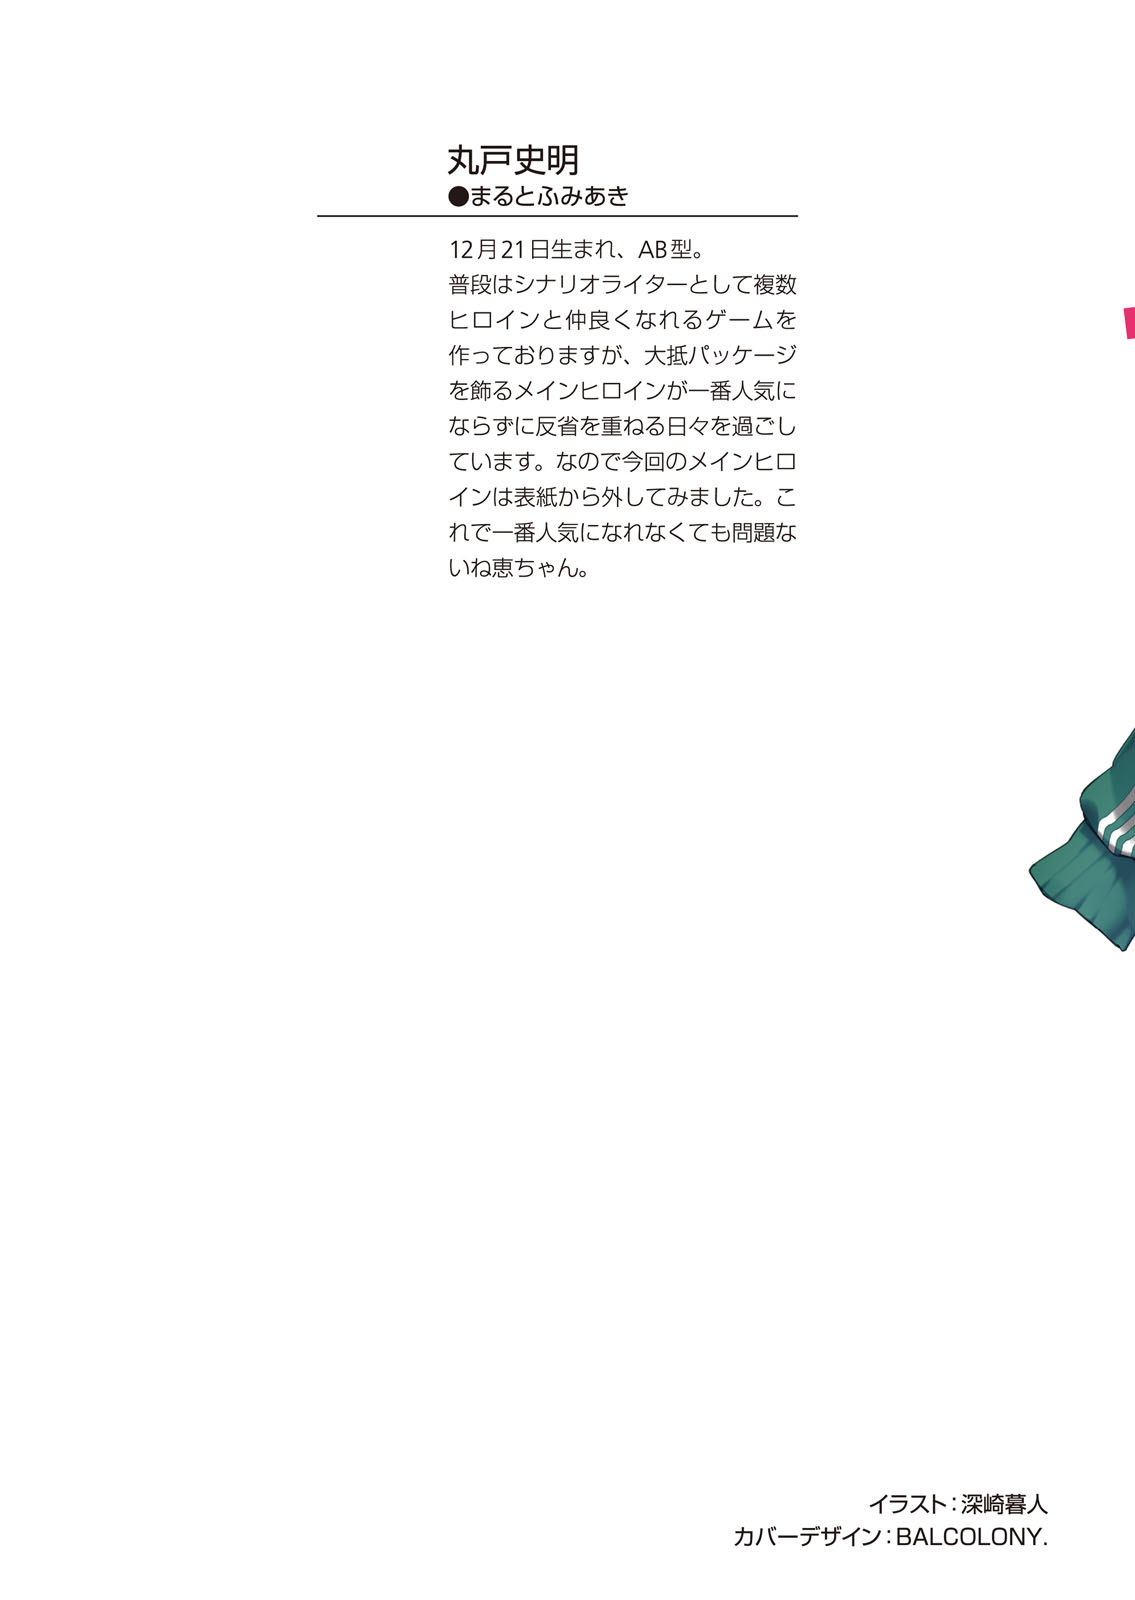 丸戸史明
●まるとふみあき
12月21日生まれ、AB型。
普段はシナリオライターとして複数
ヒロインと仲良くなれるゲームを
作っておりますが、大抵パッケージ
を飾るメインヒロインが一番人気に
ならずに反省を重ねる日々を過ごし
ています。なので今回のメインヒロ
インは表紙から外してみました。こ
れで一番人気になれなくても問題な
いね恵ちゃん。
イラスト：深崎暮人
カバーデザイン：BALCOLONY.